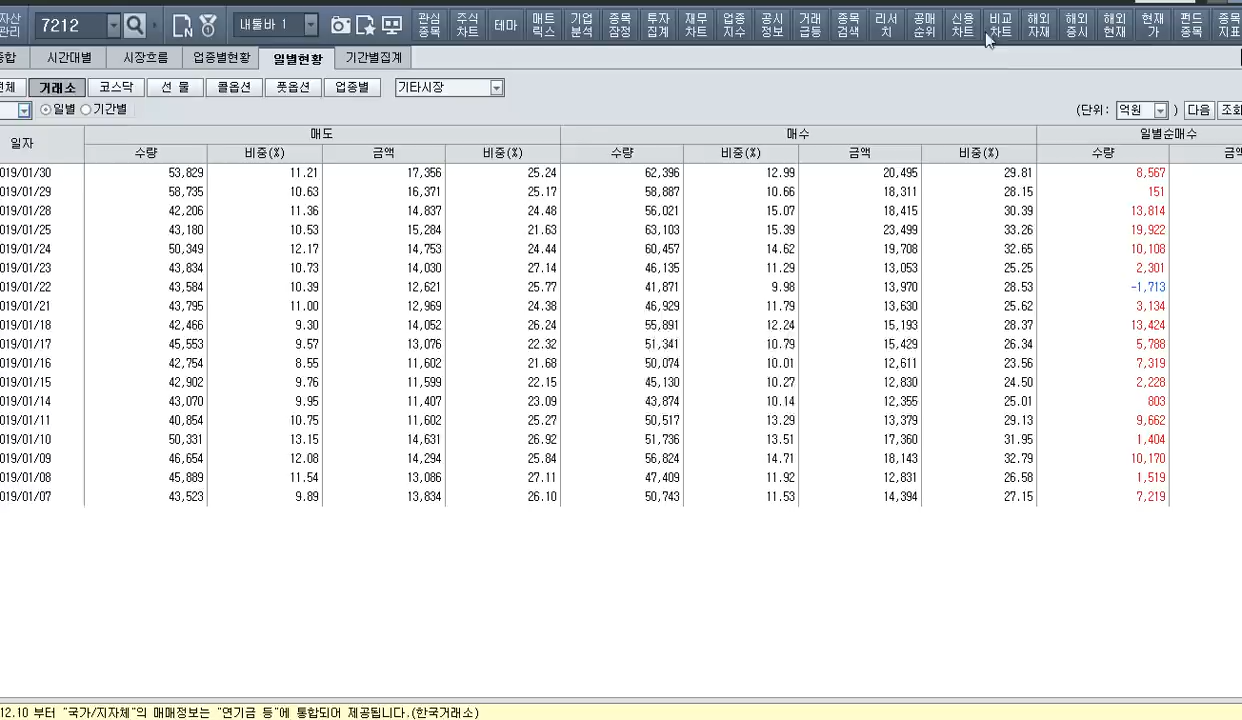 자산 7212 내툴바 1 관심 주식 테마 매트 기업 종목 투자 재무 업종 공시 거래 종목 리서 공매 신용 비교 해외 해외 해외 현재 펀드 종목
관리 종목 차트 릭스 분석 잠정 집계 차트 지수 정보 급등 검색 치 순위 차트 차트 자재 증시 현재 가 종목 지표
종합 시간대별 시장흐름 업종별현황 일별현황 기간별집계
전체 거래소 코스닥 선 물 콜옵션 풋옵션 업종별 기타시장
일별 기간별 (단위: 억원 ) 다음 조회
일자 매도 매수 일별순매수
수량 비중(%) 금액 비중(%) 수량 비중(%) 금액 비중(%) 수량 금액
019/01/30 53,829 11.21 17,356 25.24 62,396 12.99 20,495 29.81 8,567
019/01/29 58,735 10.63 16,371 25.17 58,887 10.66 18,311 28.15 151
019/01/28 42,206 11.36 14,837 24.48 56,021 15.07 18,415 30.39 13,814
019/01/25 43,180 10.53 15,284 21.63 63,103 15.39 23,499 33.26 19,922
019/01/24 50,349 12.17 14,753 24.44 60,457 14.62 19,708 32.65 10,108
019/01/23 43,834 10.73 14,030 27.14 46,135 11.29 13,053 25.25 2,301
019/01/22 43,584 10.39 12,621 25.77 41,871 9.98 13,970 28.53 -1,713
019/01/21 43,795 11.00 12,969 24.38 46,929 11.79 13,630 25.62 3,134
019/01/18 42,466 9.30 14,052 26.24 55,891 12.24 15,193 28.37 13,424
019/01/17 45,553 9.57 13,076 22.32 51,341 10.79 15,429 26.34 5,788
019/01/16 42,754 8.55 11,602 21.68 50,074 10.01 12,611 23.56 7,319
019/01/15 42,902 9.76 11,599 22.15 45,130 10.27 12,830 24.50 2,228
019/01/14 43,070 9.95 11,407 23.09 43,874 10.14 12,355 25.01 803
019/01/11 40,854 10.75 11,602 25.27 50,517 13.29 13,379 29.13 9,662
019/01/10 50,331 13.15 14,631 26.92 51,736 13.51 17,360 31.95 1,404
019/01/09 46,654 12.08 14,294 25.84 56,824 14.71 18,143 32.79 10,170
019/01/08 45,889 11.54 13,086 27.11 47,409 11.92 12,831 26.58 1,519
019/01/07 43,523 9.89 13,834 26.10 50,743 11.53 14,394 27.15 7,219
12.10 부터 "국가/지자체"의 매매정보는 "연기금 등"에 통합되어 제공됩니다.(한국거래소)